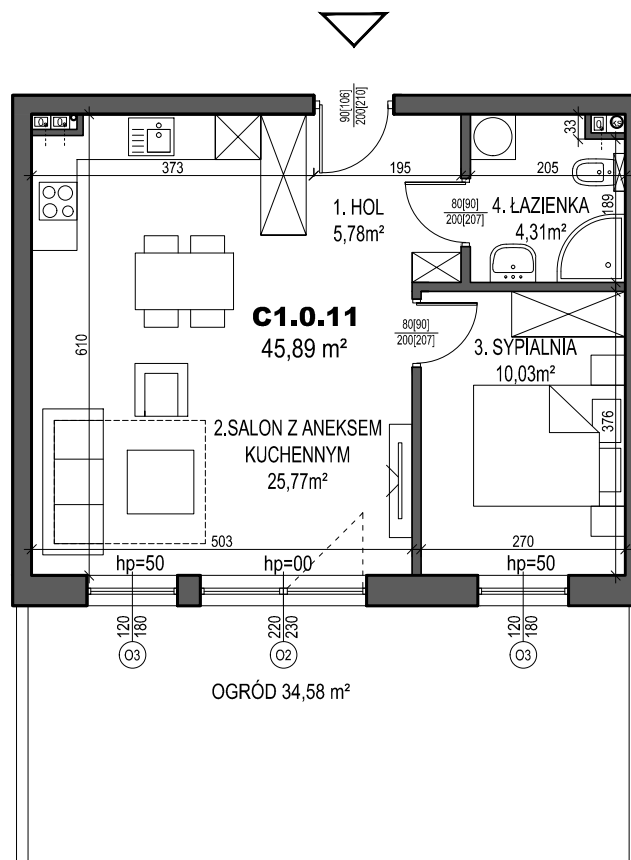 90[106]
200[210]
33
373
195
205
1. HOL
5,78m²
80[90]
200[207]
4. ŁAZIENKA
4,31m²
189
C1.0.11
45,89 m²
610
80[90]
200[207]
3. SYPIALNIA
10,03m²
2.SALON Z ANEKSEM
KUCHENNYM
25,77m²
376
503
270
hp=50
hp=00
hp=50
120
180
220
230
120
180
O3
O2
O3
OGRÓD 34,58 m²